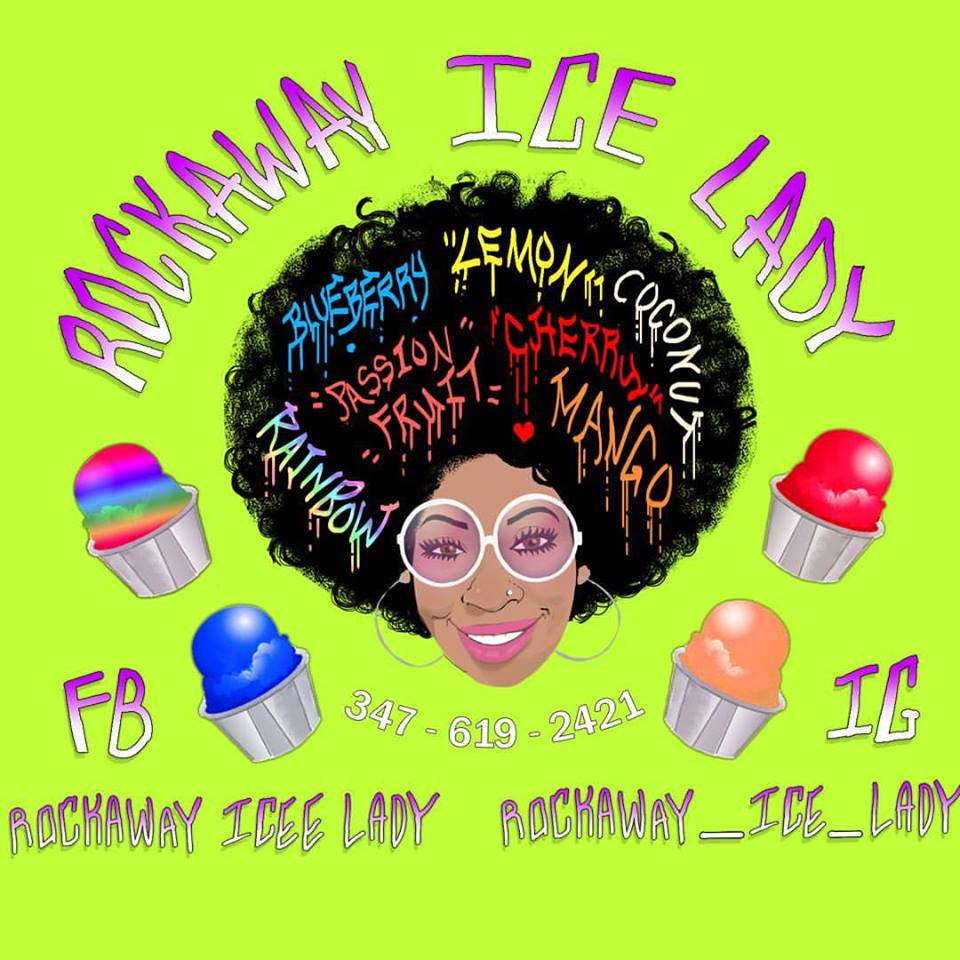 ROCKAWAY ICE LADY
BLUEBERRY
"LEMON"
COCONUT
"PASSION
FRUIT"
"CHERRY"
MANGO
RAINBOW
347 - 619 - 2421
FB
IG
ROCKAWAY ICEE LADY
ROCKAWAY_ICE_LADY